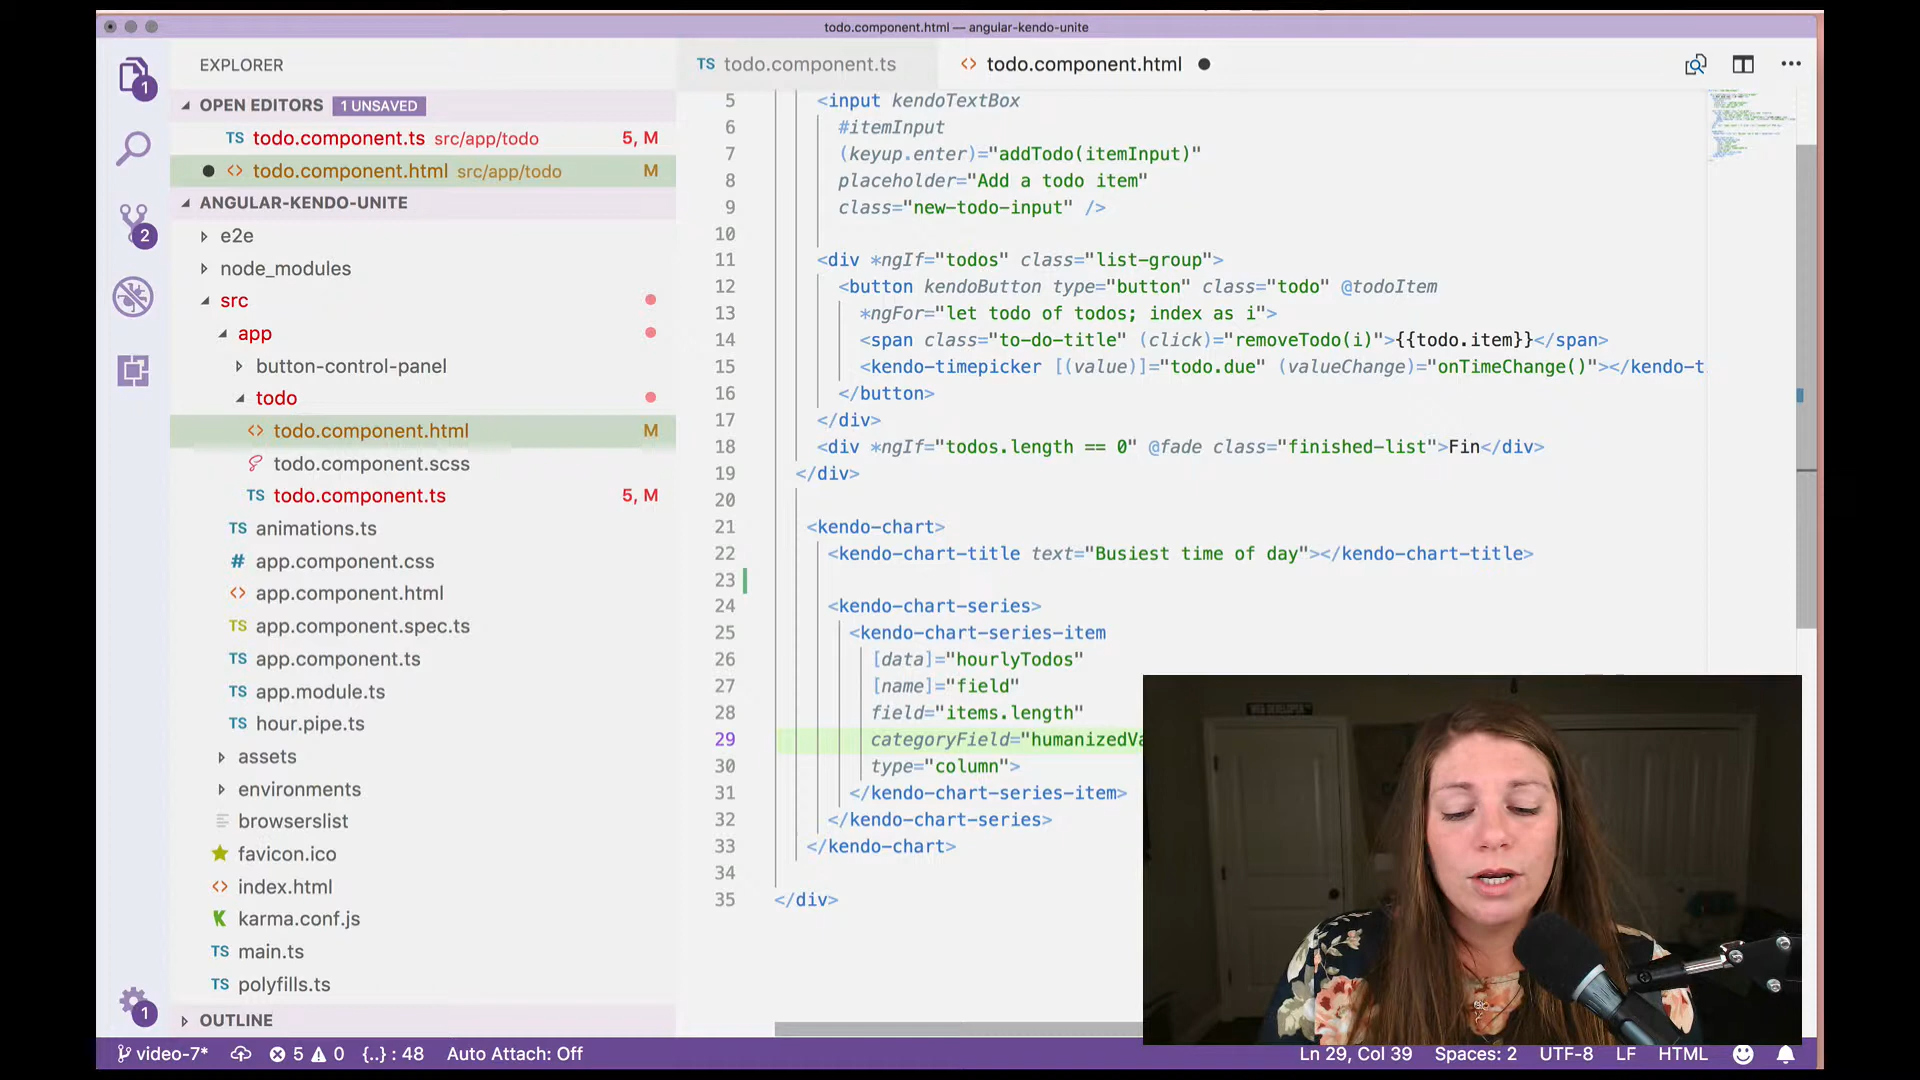 todo.component.html — angular-kendo-unite
EXPLORER
OPEN EDITORS 1 UNSAVED
TS todo.component.ts src/app/todo 5, M
<> todo.component.html src/app/todo M
ANGULAR-KENDO-UNITE
e2e
node_modules
src
app
button-control-panel
todo
<> todo.component.html M
todo.component.scss
TS todo.component.ts 5, M
TS animations.ts
# app.component.css
<> app.component.html
TS app.component.spec.ts
TS app.component.ts
TS app.module.ts
TS hour.pipe.ts
assets
environments
browserslist
favicon.ico
<> index.html
K karma.conf.js
TS main.ts
TS polyfills.ts
OUTLINE
1
2
1
TS todo.component.ts
<> todo.component.html
5 <input kendoTextBox
6 #itemInput
7 (keyup.enter)="addTodo(itemInput)"
8 placeholder="Add a todo item"
9 class="new-todo-input" />
10
11 <div *ngIf="todos" class="list-group">
12 <button kendoButton type="button" class="todo" @todoItem
13 *ngFor="let todo of todos; index as i">
14 <span class="to-do-title" (click)="removeTodo(i)">{{todo.item}}</span>
15 <kendo-timepicker [(value)]="todo.due" (valueChange)="onTimeChange()"></kendo-t
16 </button>
17 </div>
18 <div *ngIf="todos.length == 0" @fade class="finished-list">Fin</div>
19 </div>
20
21 <kendo-chart>
22 <kendo-chart-title text="Busiest time of day"></kendo-chart-title>
23
24 <kendo-chart-series>
25 <kendo-chart-series-item
26 [data]="hourlyTodos"
27 [name]="field"
28 field="items.length"
29 categoryField="humanizedVa
30 type="column">
31 </kendo-chart-series-item>
32 </kendo-chart-series>
33 </kendo-chart>
34
35 </div>
video-7* 5 0 {..} : 48 Auto Attach: Off Ln 29, Col 39 Spaces: 2 UTF-8 LF HTML